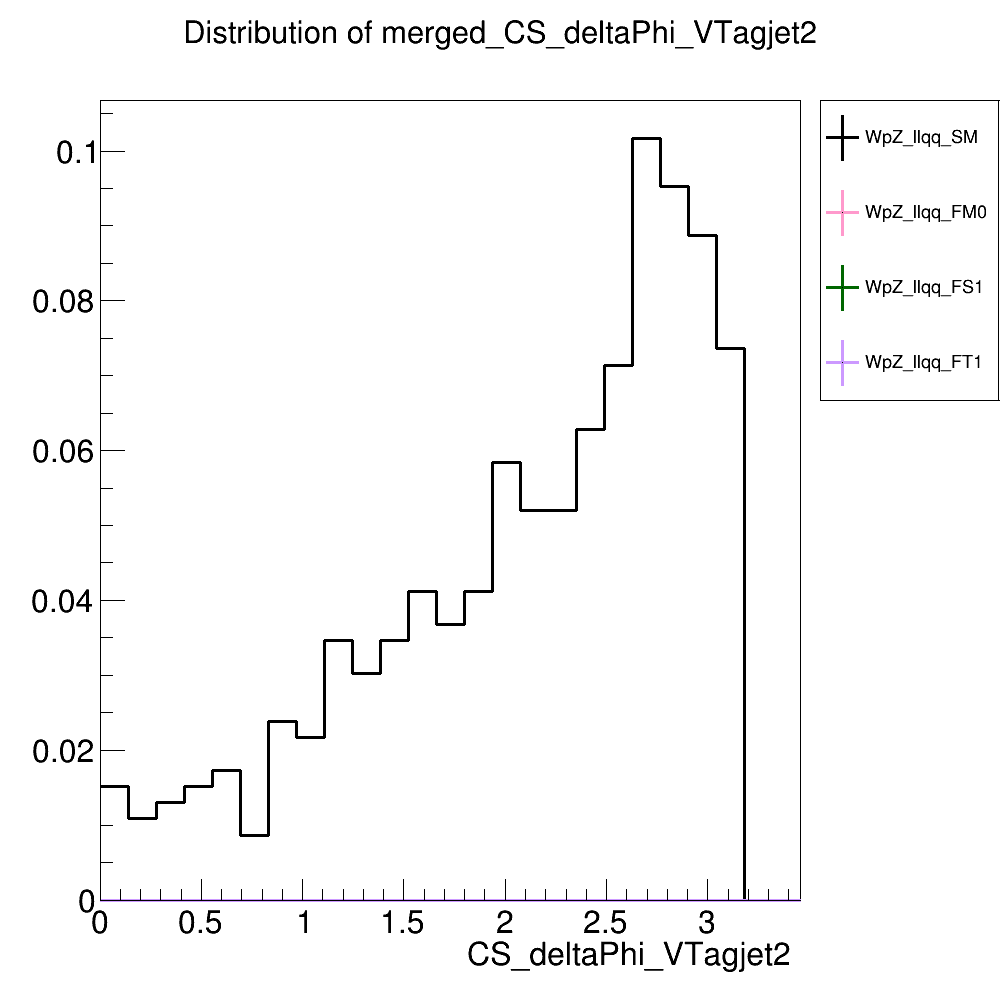 Distribution of merged_CS_deltaPhi_VTagjet2
0.1
0.08
0.06
0.04
0.02
0
0 0.5 1 1.5 2 2.5 3
CS_deltaPhi_VTagjet2
WpZ_llqq_SM
WpZ_llqq_FM0
WpZ_llqq_FS1
WpZ_llqq_FT1